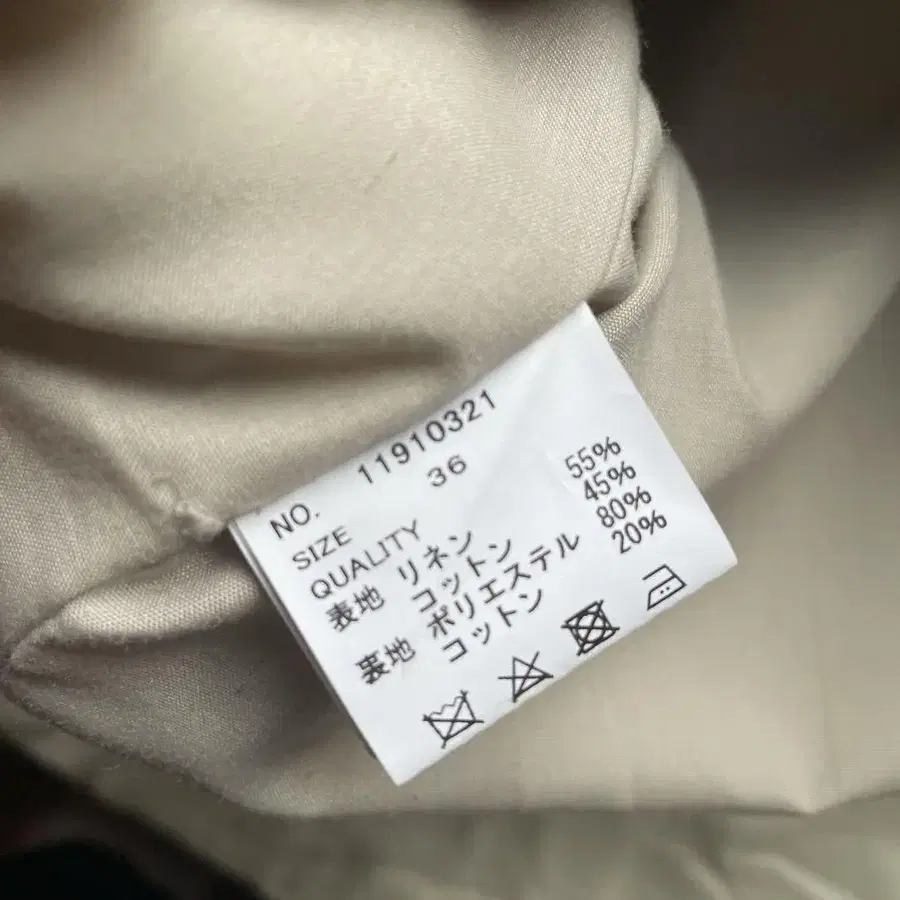 NO. 11910321
SIZE 36
QUALITY
表地 リネン 55%
コットン 45%
裏地 ポリエステル 80%
コットン 20%